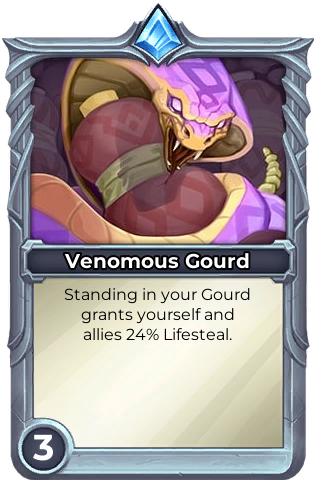 Venomous Gourd
Standing in your Gourd
grants yourself and
allies 24% Lifesteal.
3